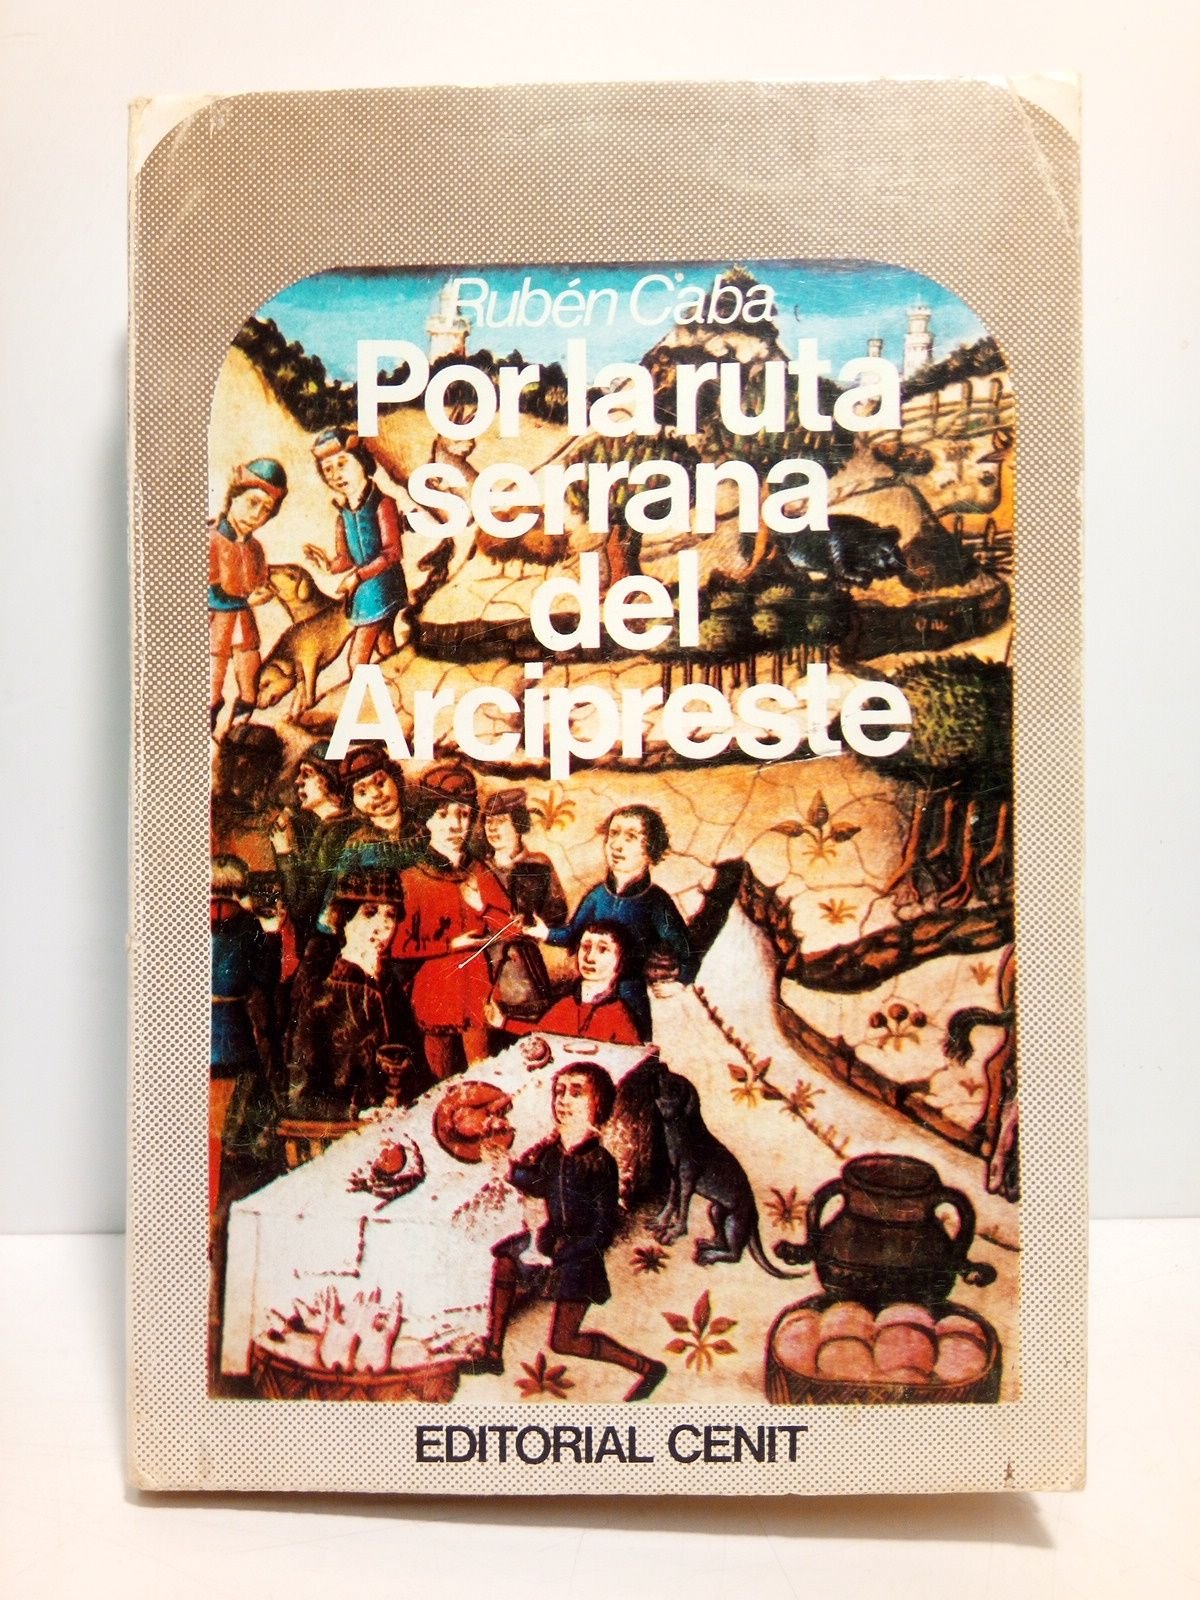 Rubén Caba
Por la ruta
serrana
del
Arcipreste
EDITORIAL CENIT